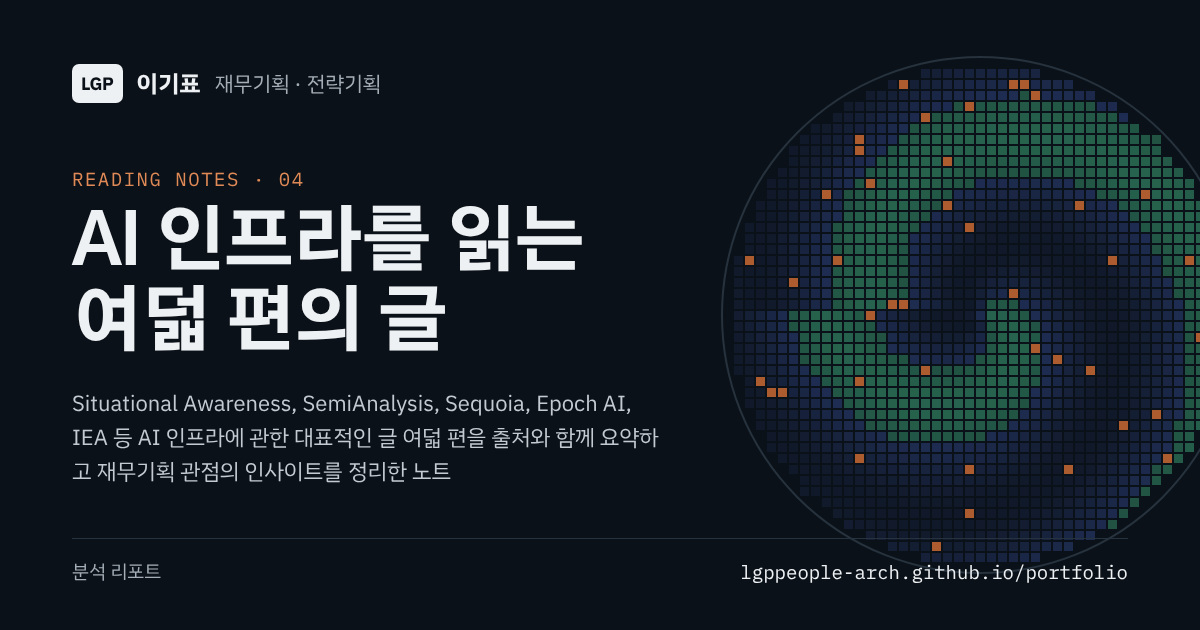 LGP 이기표 재무기획 · 전략기획
READING NOTES · 04
AI 인프라를 읽는
여덟 편의 글
Situational Awareness, SemiAnalysis, Sequoia, Epoch AI,
IEA 등 AI 인프라에 관한 대표적인 글 여덟 편을 출처와 함께 요약하
고 재무기획 관점의 인사이트를 정리한 노트
분석 리포트
lgppeople-arch.github.io/portfolio